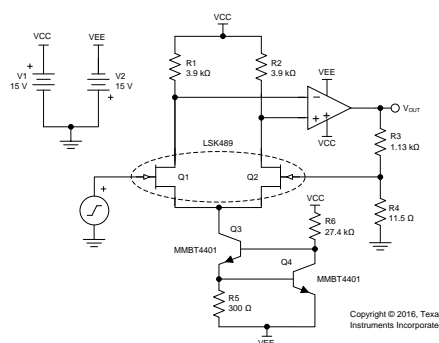 VCC
VCC
VEE
R1
3.9 kΩ
R2
3.9 kΩ
V1
15 V
V2
15 V
+
+
VEE
−
+
+
VCC
VOUT
R3
1.13 kΩ
LSK489
Q1
Q2
+
R4
11.5 Ω
VCC
R6
27.4 kΩ
Q3
MMBT4401
Q4
MMBT4401
R5
300 Ω
VEE
Copyright © 2016, Texa
Instruments Incorporate